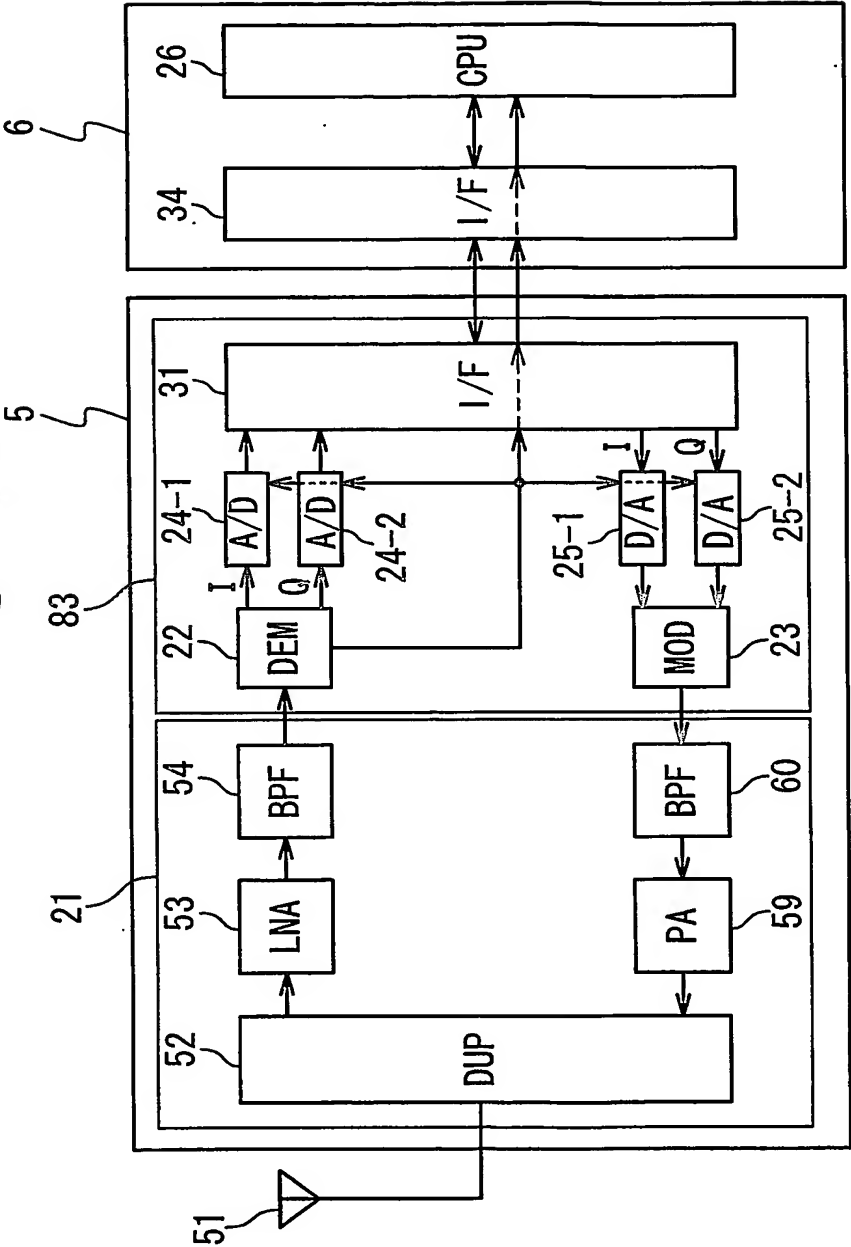 6
26
CPU
34
I/F
5
31
I/F
83
24-1
A/D
A/D
24-2
I
Q
22
DEM
I
Q
25-1
D/A
D/A
25-2
MOD
23
21
54
BPF
53
LNA
BPF
60
PA
59
52
DUP
51